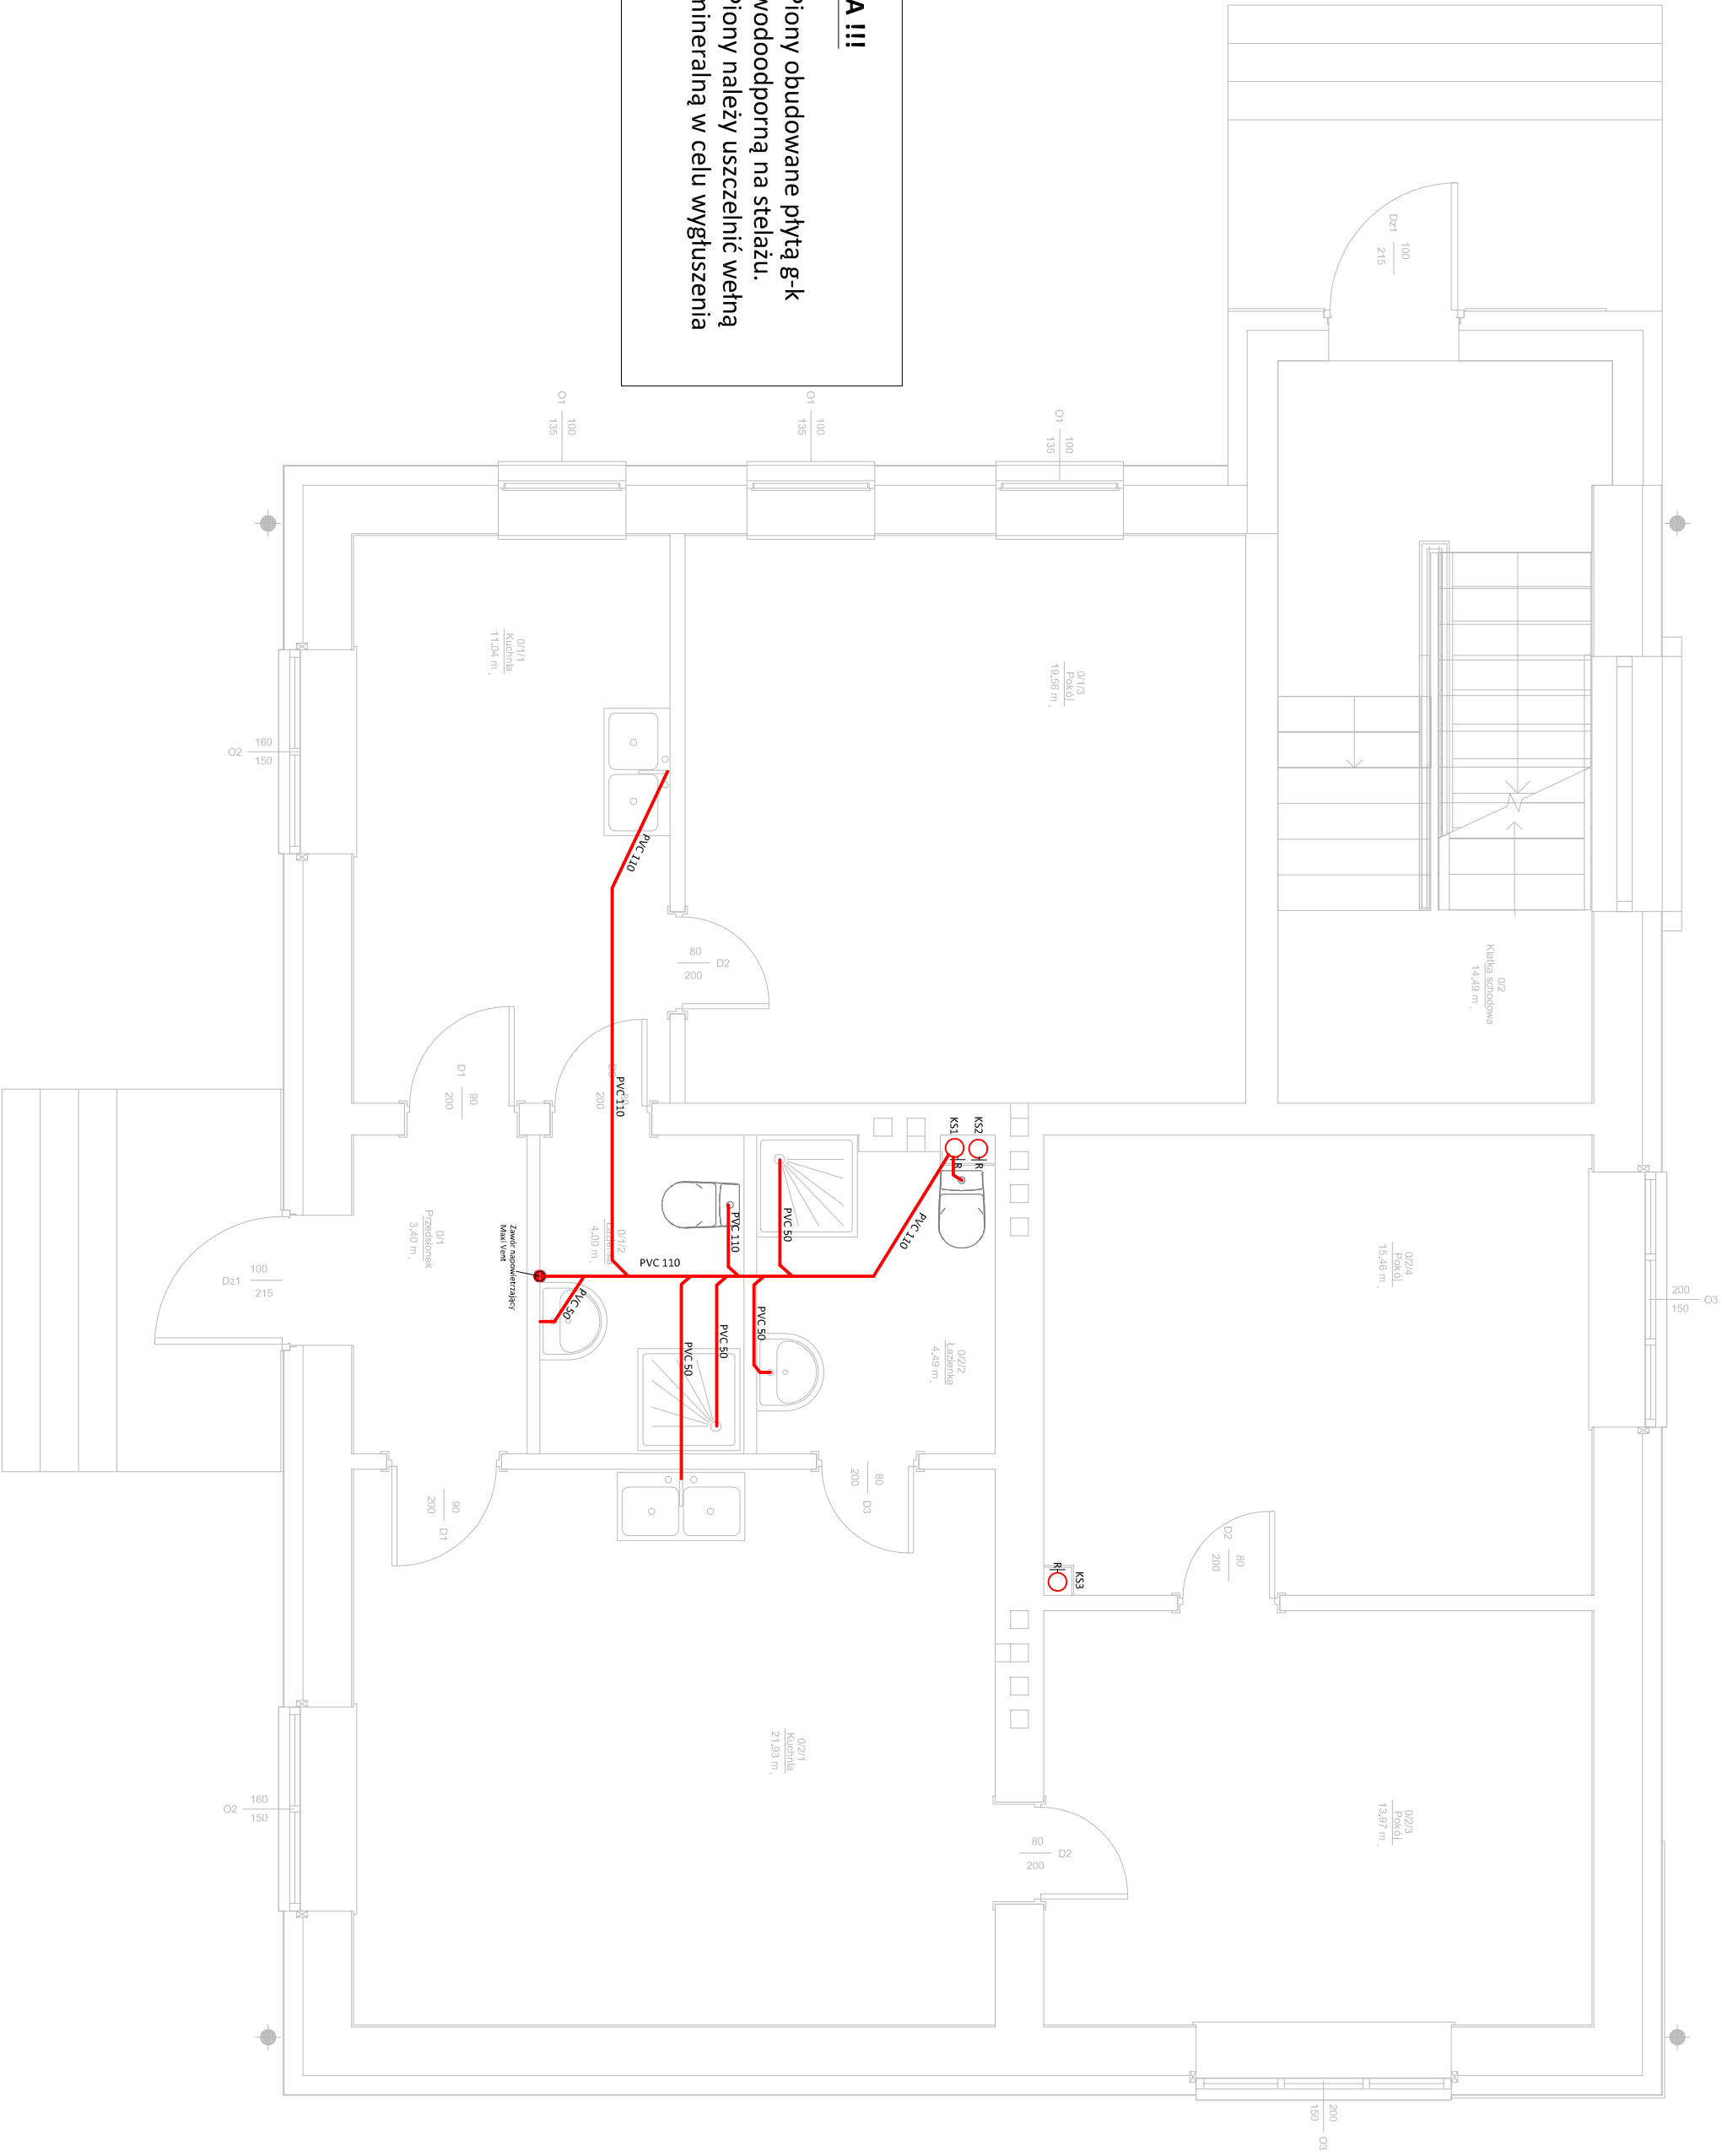 A !!!
Piony obudowane płytą g-k
wodoodporną na stelażu.
Piony należy uszczelnić wełną
mineralną w celu wygłuszenia
Dz1
100
215
O1
100
135
O1
100
135
O1
100
135
0/1/1
Kuchnia
11.04 m
0/1/3
Pokój
19.56 m
0/2
Klatka schodowa
14.49 m
O2
160
150
PVC 110
80
200
D2
D1
90
200
200
PVC 110
KS1
KS2
R
R
0/1
Przedsionek
3.40 m
Zawór napowietrzający
Maxi Vent
0/1/2
Łazienka
4.00 m
PVC 110
PVC 110
PVC 50
PVC 110
PVC 50
PVC 50
PVC 50
PVC 50
0/2/2
Łazienka
4.49 m
0/2/4
Pokój
15.46 m
200
150
O3
Dz1
100
215
90
200
D1
80
200
D3
D2
80
200
KS3
R
0/2/1
Kuchnia
21.93 m
0/2/3
Pokój
13.97 m
O2
160
150
80
200
D2
200
150
O3